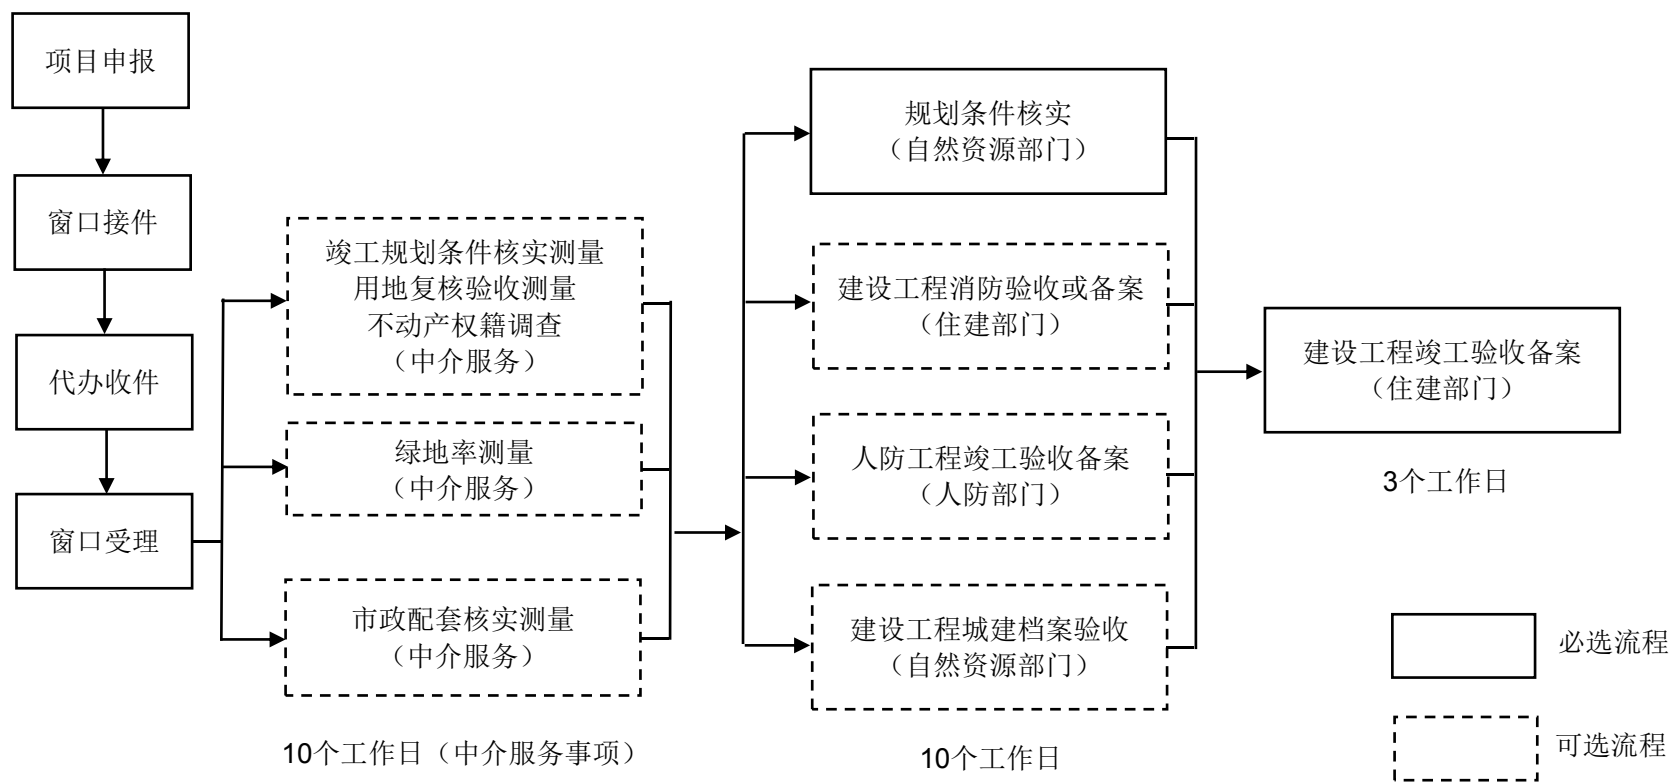 项目申报
窗口接件
代办收件
窗口受理
竣工规划条件核实测量
用地复核验收测量
不动产权籍调查
（中介服务）
绿地率测量
（中介服务）
市政配套核实测量
（中介服务）
10个工作日（中介服务事项）
规划条件核实
（自然资源部门）
建设工程消防验收或备案
（住建部门）
人防工程竣工验收备案
（人防部门）
建设工程城建档案验收
（自然资源部门）
10个工作日
建设工程竣工验收备案
（住建部门）
3个工作日
必选流程
可选流程